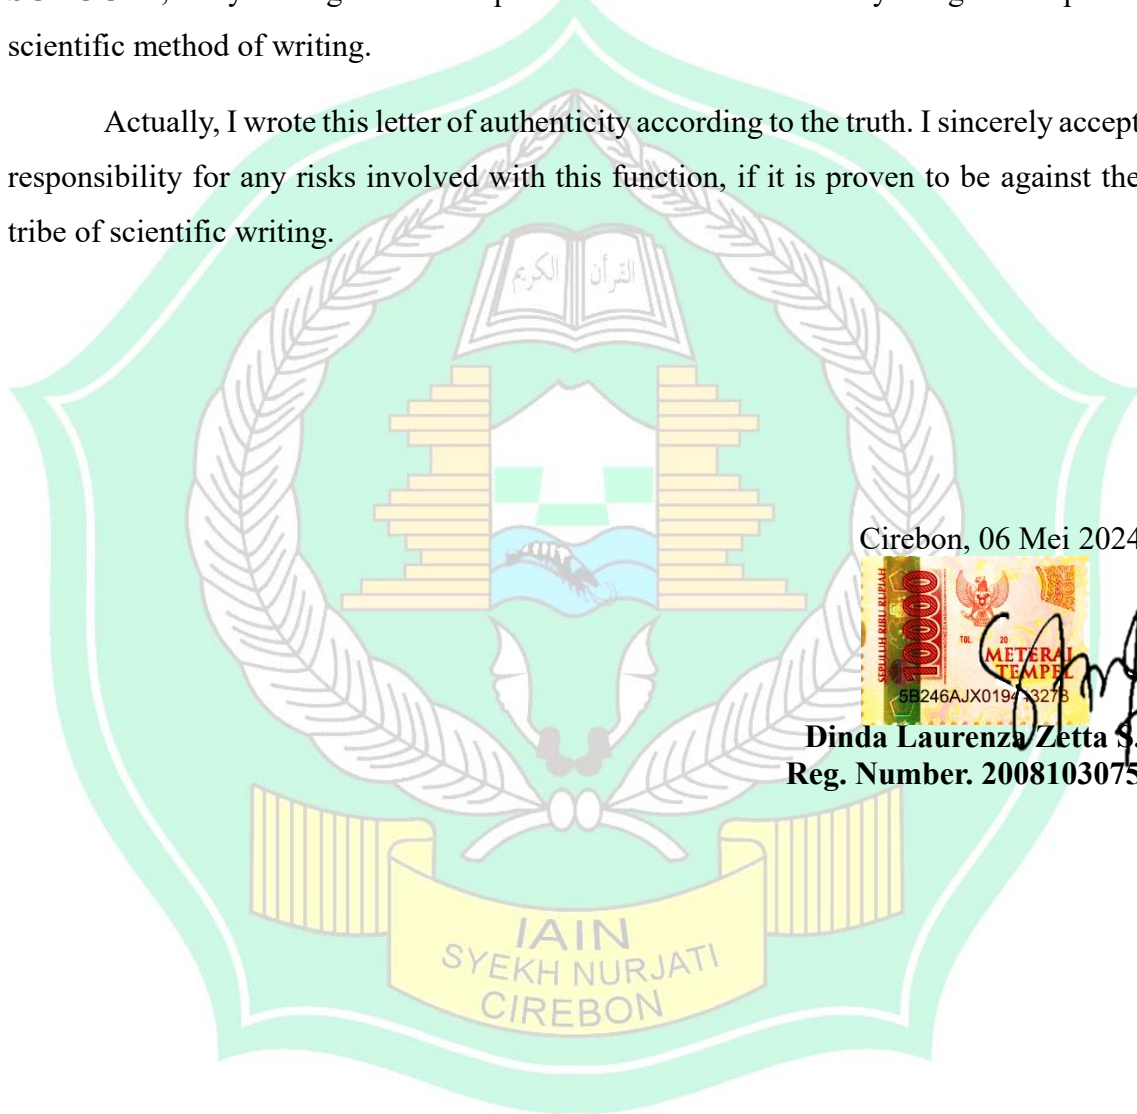 scientific method of writing.
Actually, I wrote this letter of authenticity according to the truth. I sincerely accept
responsibility for any risks involved with this function, if it is proven to be against the
tribe of scientific writing.
القرآن الكريم
Cirebon, 06 Mei 2024
SEPULUH RIBU RUPIAH
10000
TGL. 20
METERAI
TEMPEL
Dinda Laurenza Zetta S.
Reg. Number. 2008103075
IAIN
SYEKH NURJATI
CIREBON